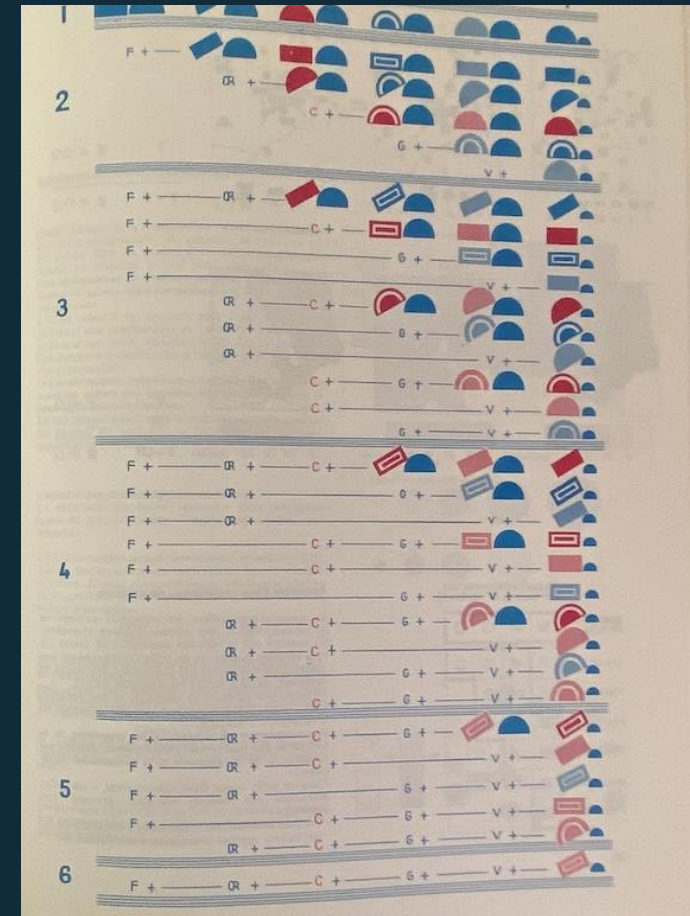 1
F +
OR +
2
C +
G +
V +
F + OR +
F + C +
F + G +
F + V +
3 OR + C +
OR + G +
OR + V +
C + G +
C + V +
G + V +
F + OR + C +
F + OR + G +
F + OR + V +
F + C + G +
4 F + C + V +
F + G + V +
OR + C + G +
OR + C + V +
OR + G + V +
C + G + V +
F + OR + C + G +
F + OR + C + V +
5 F + OR + G + V +
F + C + G + V +
OR + C + G + V +
6 F + OR + C + G + V +